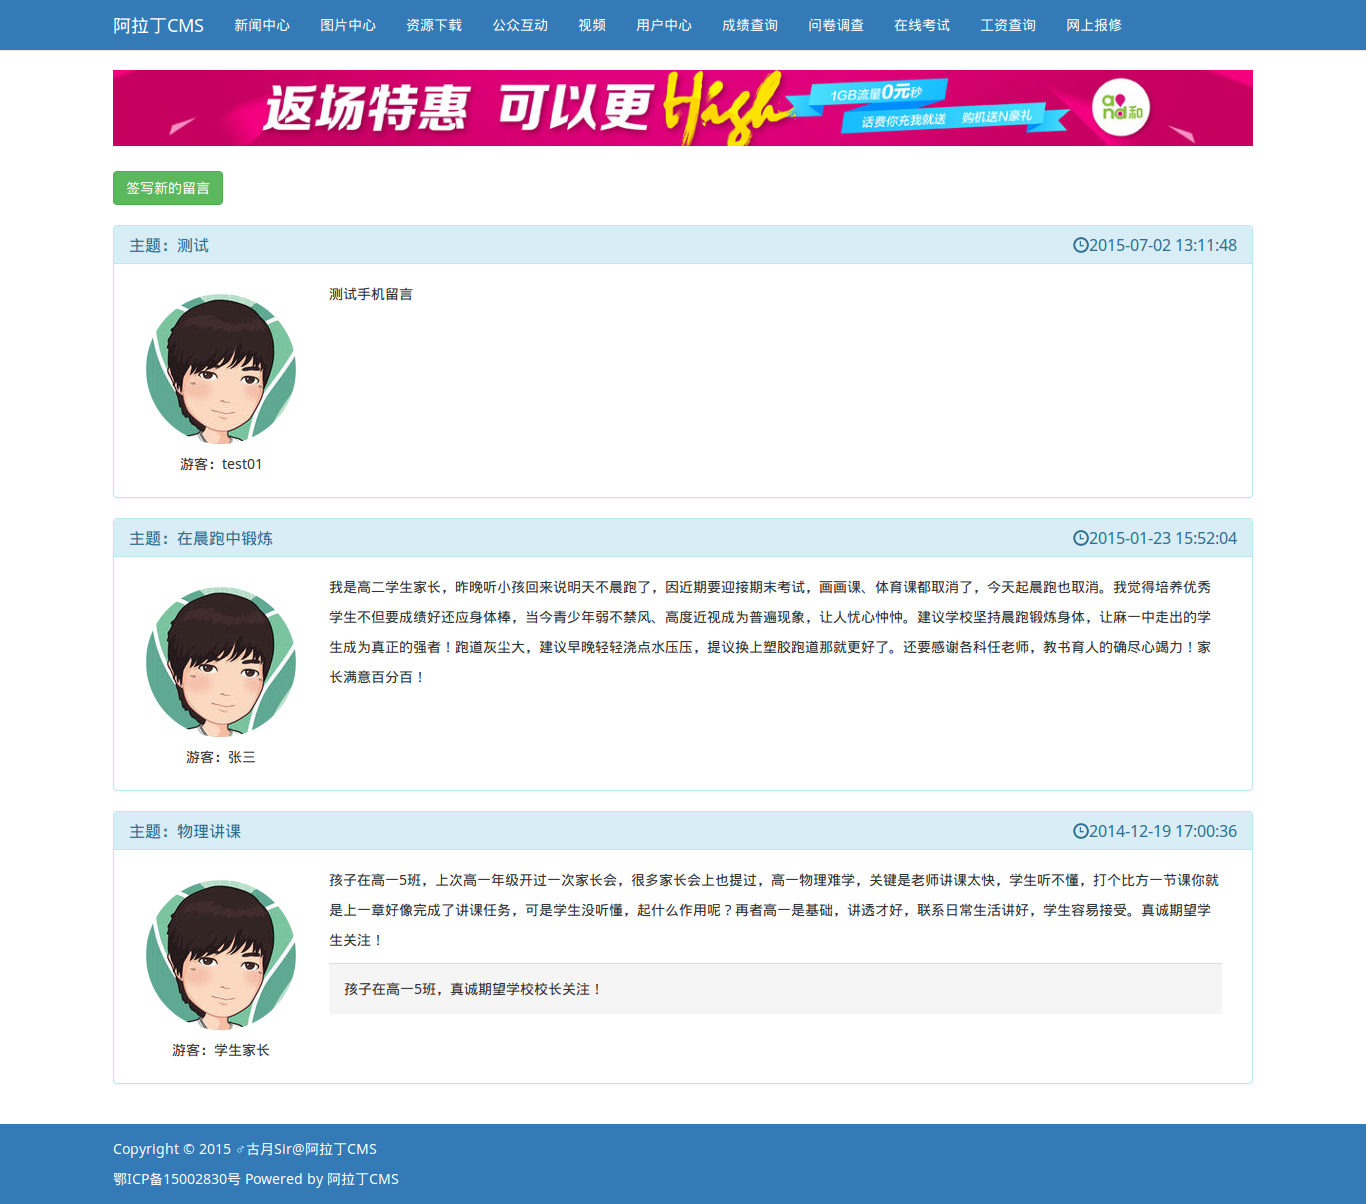 阿拉丁CMS 新闻中心 图片中心 资源下载 公众互动 视频 用户中心 成绩查询 问卷调查 在线考试 工资查询 网上报修
返场特惠 可以更High 1GB流量0元秒 话费你充我就送 购机送N豪礼 and和
签写新的留言
主题：测试 2015-07-02 13:11:48
测试手机留言
游客：test01
主题：在晨跑中锻炼 2015-01-23 15:52:04
我是高二学生家长，昨晚听小孩回来说明天不晨跑了，因近期要迎接期末考试，画画课、体育课都取消了，今天起晨跑也取消。我觉得培养优秀
学生不但要成绩好还应身体棒，当今青少年弱不禁风、高度近视成为普遍现象，让人忧心忡忡。建议学校坚持晨跑锻炼身体，让麻一中走出的学
生成为真正的强者！跑道灰尘大，建议早晚轻轻浇点水压压，提议换上塑胶跑道那就更好了。还要感谢各科任老师，教书育人的确尽心竭力！家
长满意百分百！
游客：张三
主题：物理讲课 2014-12-19 17:00:36
孩子在高一5班，上次高一年级开过一次家长会，很多家长会上也提过，高一物理难学，关键是老师讲课太快，学生听不懂，打个比方一节课你就
是上一章好像完成了讲课任务，可是学生没听懂，起什么作用呢？再者高一是基础，讲透才好，联系日常生活讲好，学生容易接受。真诚期望学
生关注！
孩子在高一5班，真诚期望学校校长关注！
游客：学生家长
Copyright © 2015 ♂古月Sir@阿拉丁CMS
鄂ICP备15002830号 Powered by 阿拉丁CMS